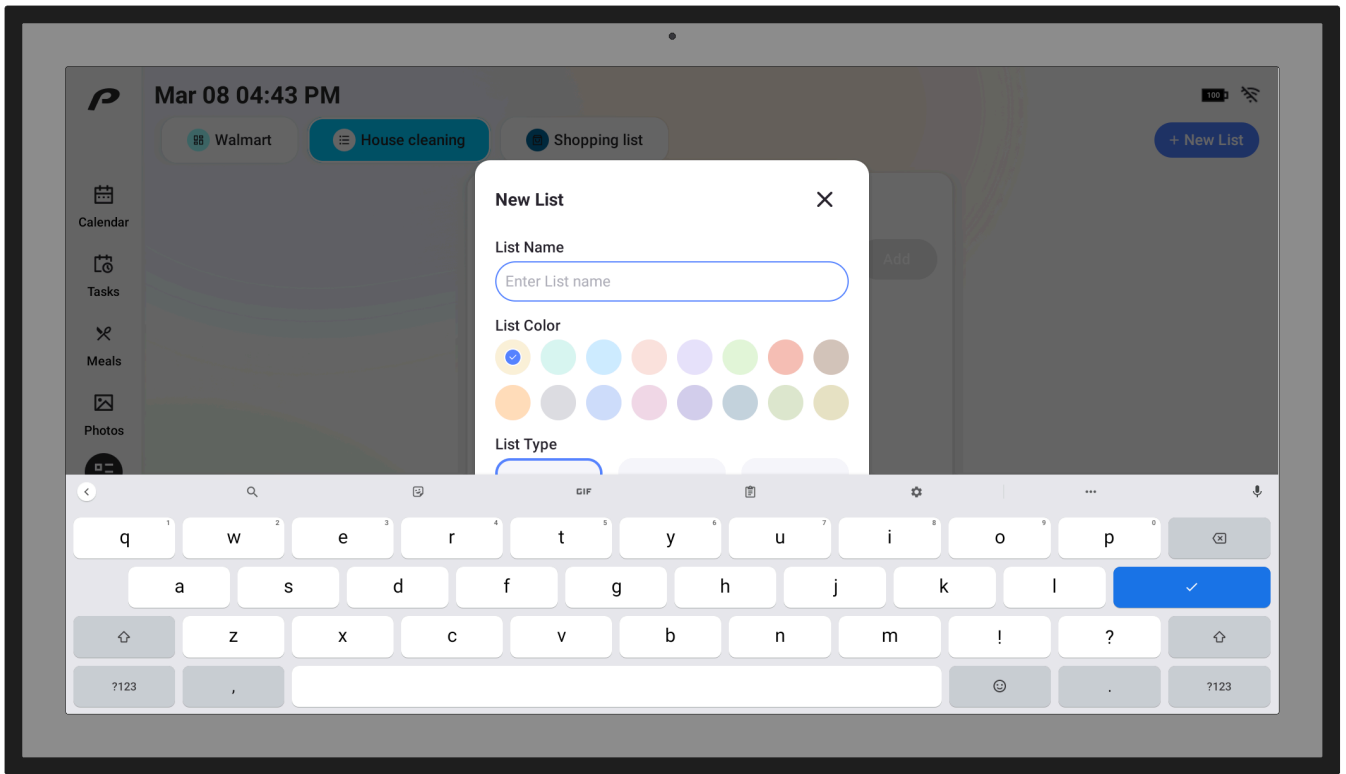 Mar 08 04:43 PM
100
Walmart
House cleaning
Shopping list
+ New List
Calendar
Tasks
Meals
Photos
New List
List Name
Enter List name
Add
List Color
List Type
GIF
q 1 w 2 e 3 r 4 t 5 y 6 u 7 i 8 o 9 p 0
a s d f g h j k l
z x c v b n m ! ?
?123 , . ?123